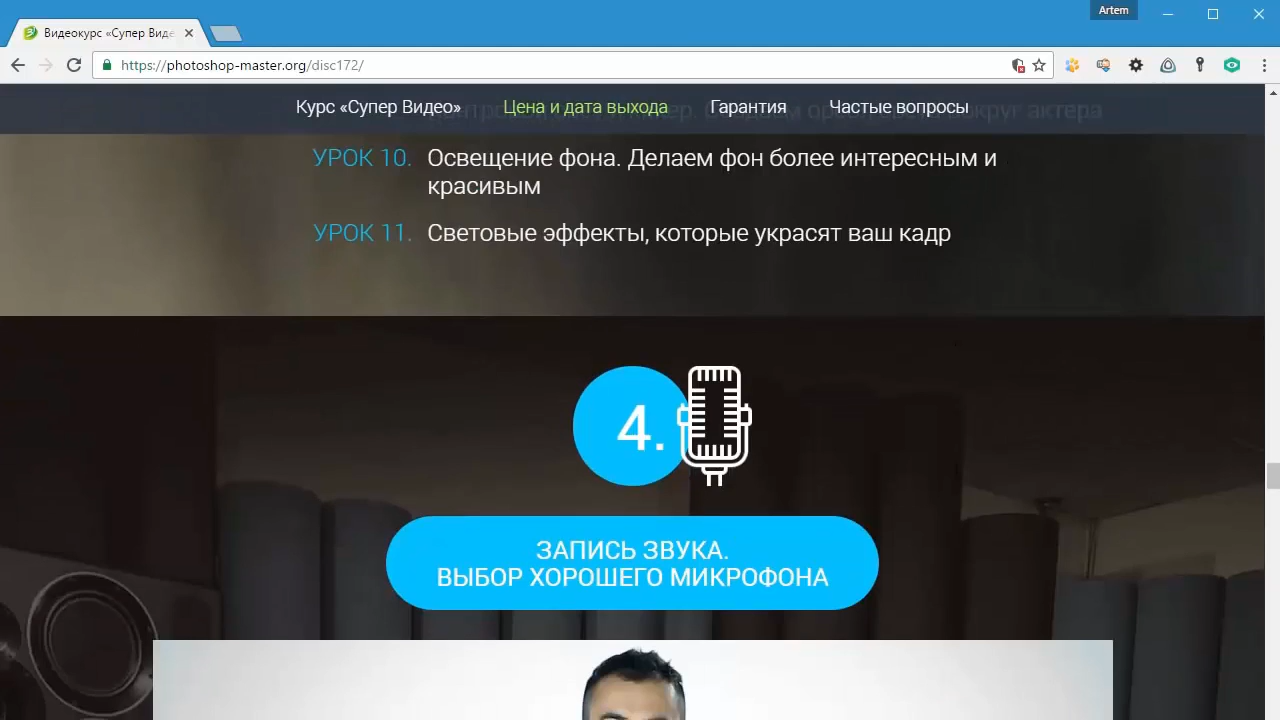 Artem
Видеокурс «Супер Виде
https://photoshop-master.org/disc172/
Курс «Супер Видео»
Цена и дата выхода
Гарантия
Частые вопросы
УРОК 10.
Освещение фона. Делаем фон более интересным и
красивым
УРОК 11.
Световые эффекты, которые украсят ваш кадр
4.
ЗАПИСЬ ЗВУКА.
ВЫБОР ХОРОШЕГО МИКРОФОНА